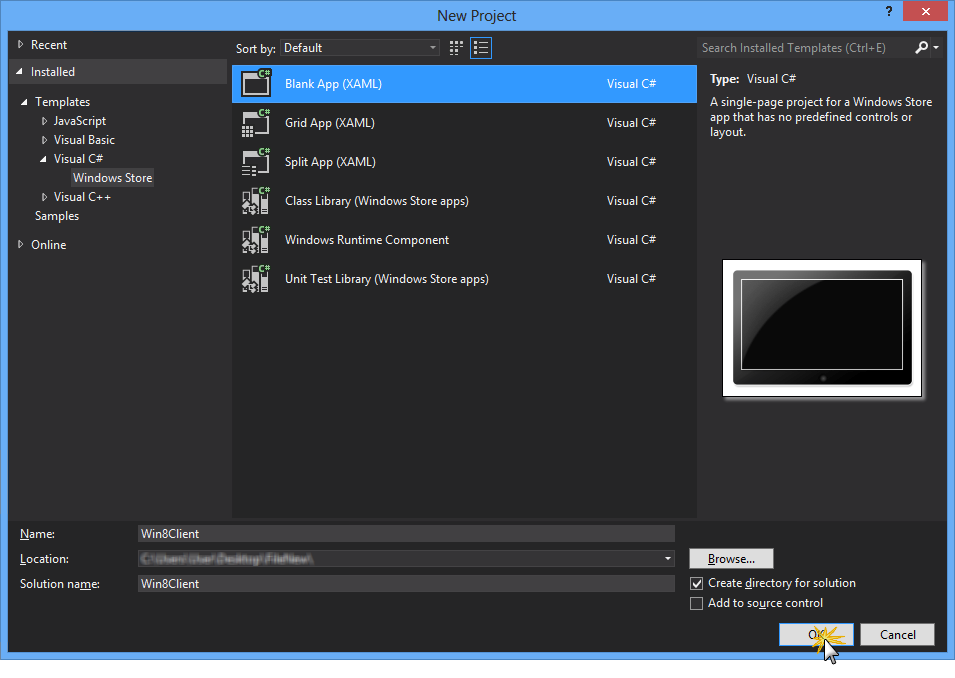 New Project
?
Recent
Installed
Templates
JavaScript
Visual Basic
Visual C#
Windows Store
Visual C++
Samples
Online
Sort by: Default
Search Installed Templates (Ctrl+E)
C# Blank App (XAML) Visual C#
C# Grid App (XAML) Visual C#
C# Split App (XAML) Visual C#
C# Class Library (Windows Store apps) Visual C#
C# Windows Runtime Component Visual C#
C# Unit Test Library (Windows Store apps) Visual C#
Type: Visual C#
A single-page project for a Windows Store
app that has no predefined controls or
layout.
Name: Win8Client
Location:
Browse...
Solution name: Win8Client
Create directory for solution
Add to source control
OK
Cancel